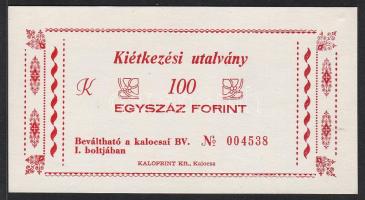 Kiétkezési utalvány
K 100
EGYSZÁZ FORINT
Beváltható a kalocsai BV. № 004538
I. boltjában
KALOPRINT Kft., Kalocsa